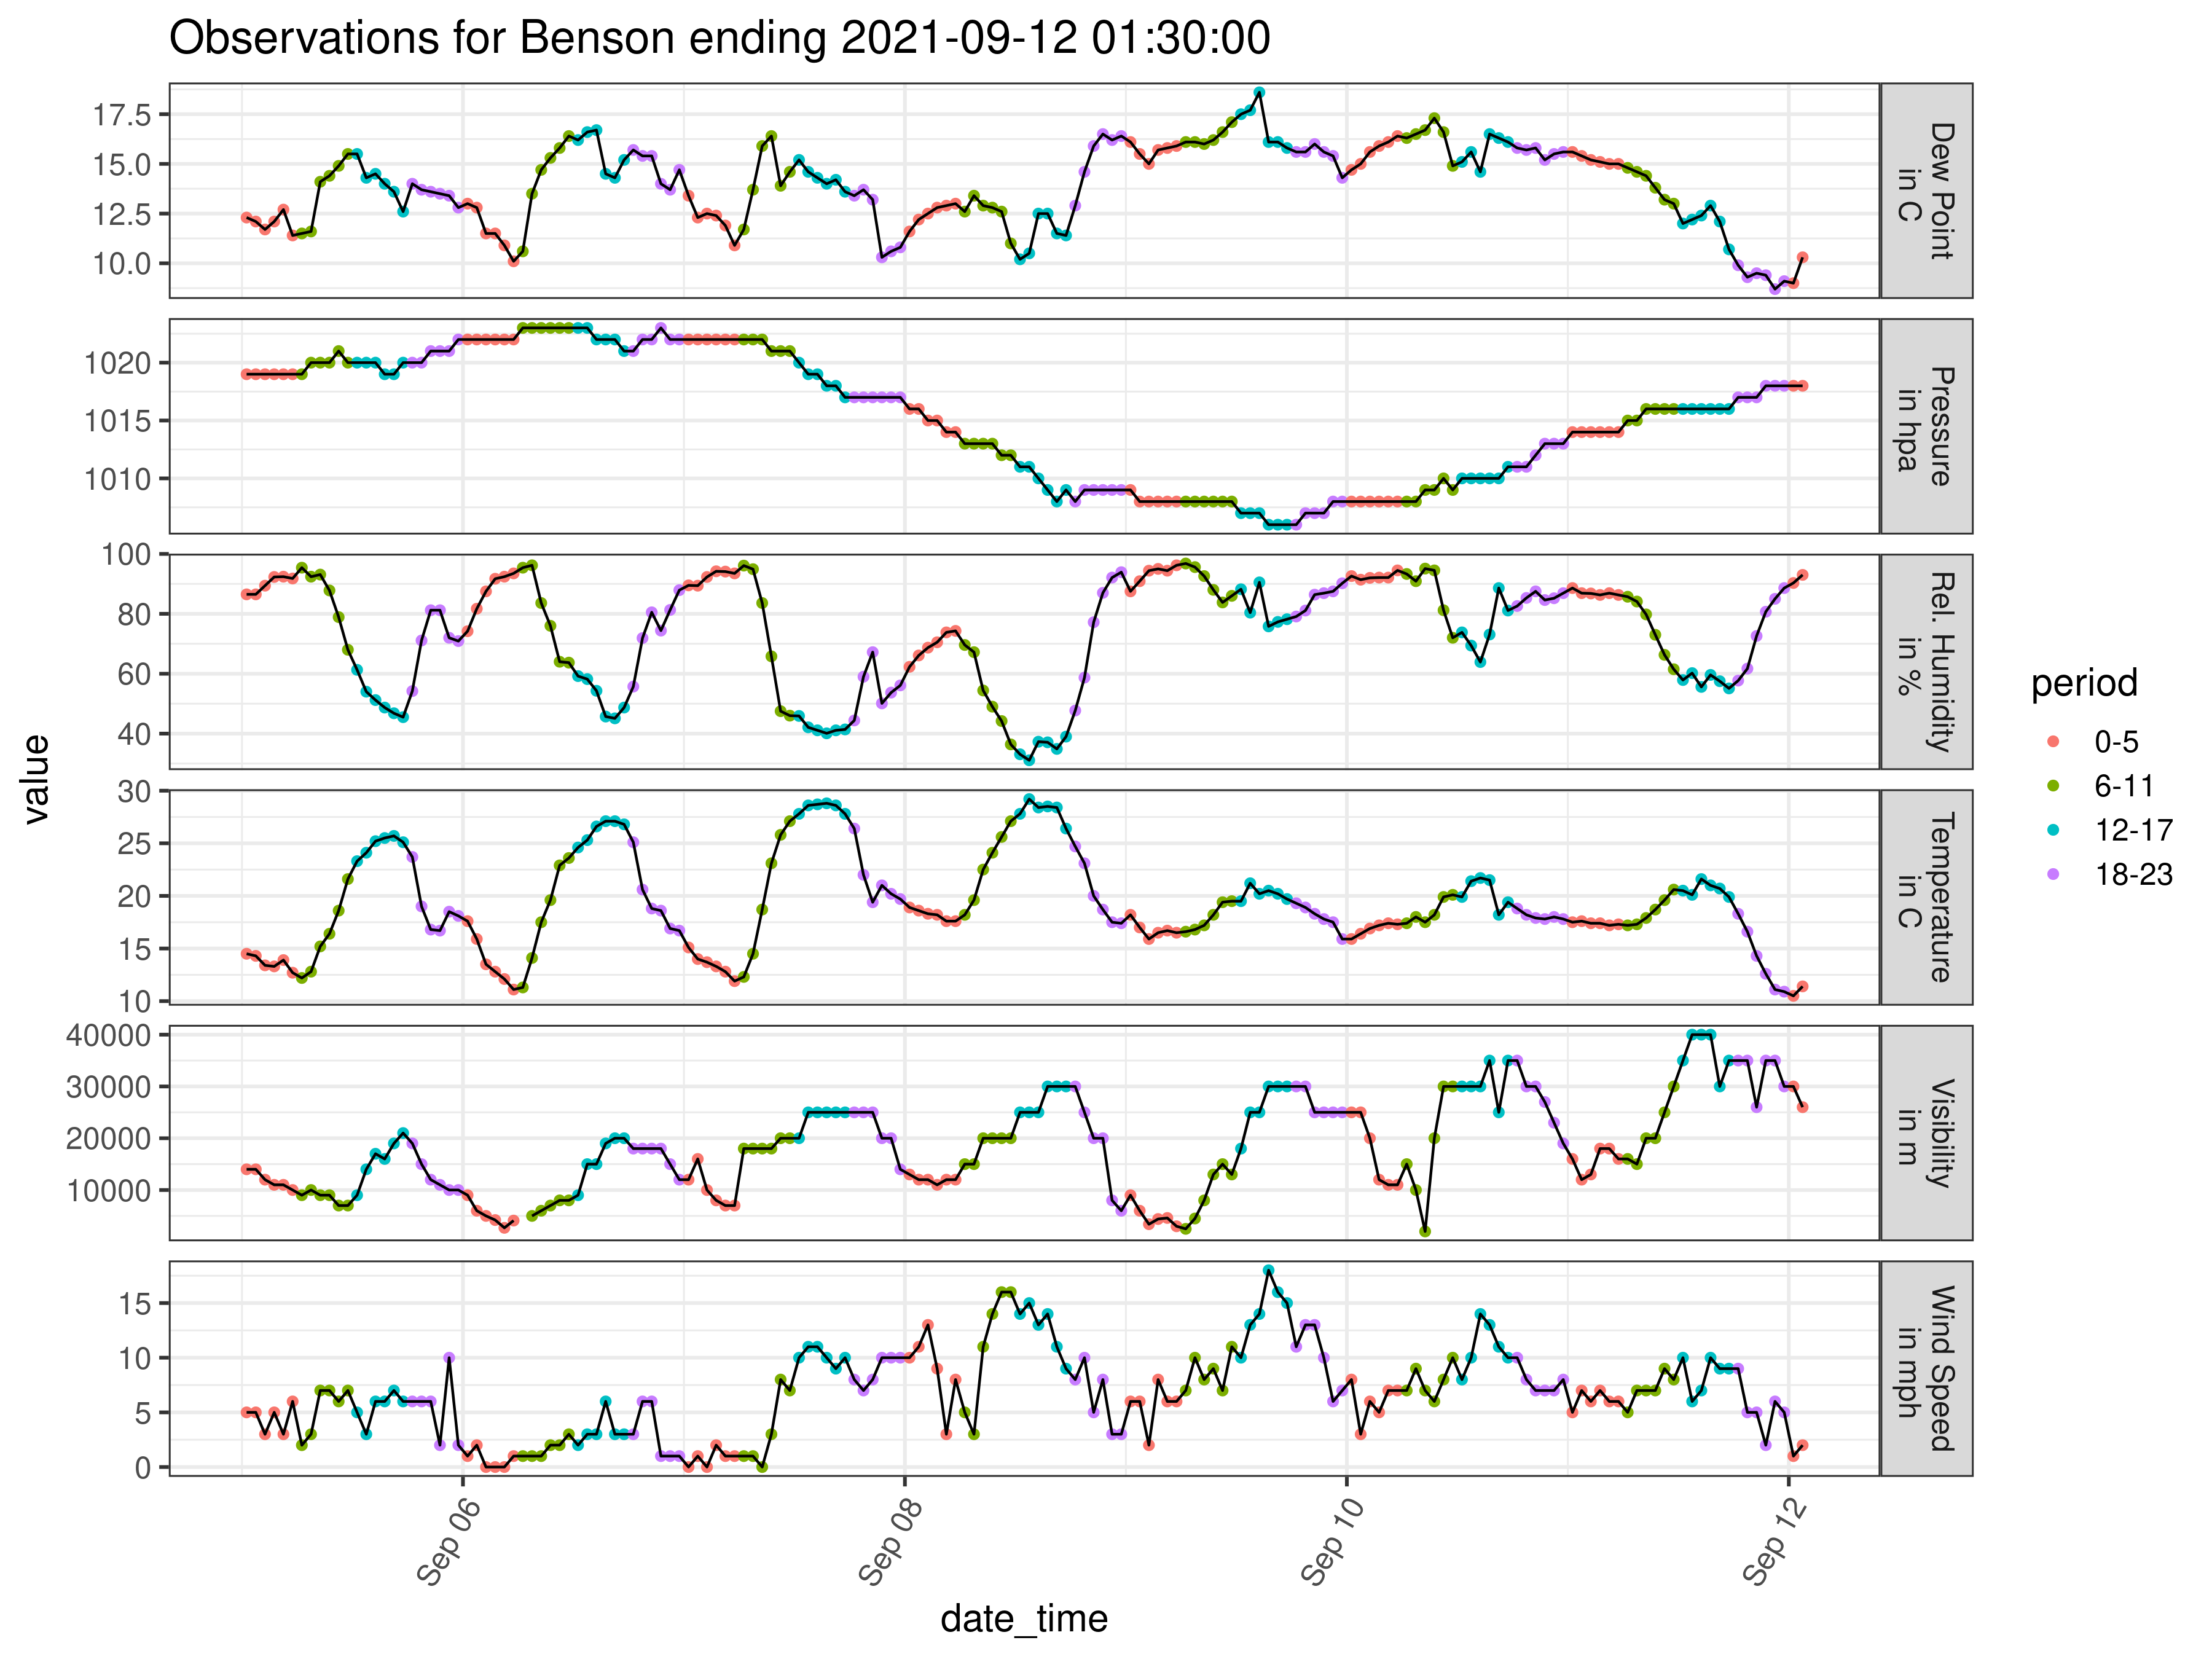 Observations for Benson ending 2021-09-12 01:30:00
17.5
15.0
12.5
10.0
Dew Point
in C
1020
1015
1010
Pressure
in hpa
100
80
60
40
Rel. Humidity
in %
30
25
20
15
10
Temperature
in C
40000
30000
20000
10000
Visibility
in m
15
10
5
0
Wind Speed
in mph
value
Sep 06
Sep 08
Sep 10
Sep 12
date_time
period
0-5
6-11
12-17
18-23